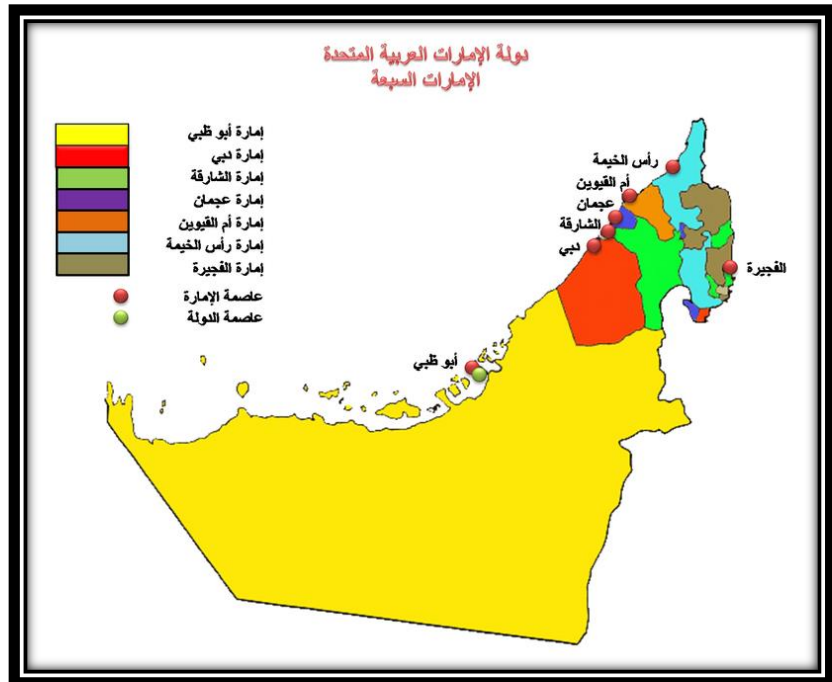 دولة الإمارات العربية المتحدة
الإمارات السبعة
إمارة أبو ظبي
إمارة دبي
إمارة الشارقة
إمارة عجمان
إمارة أم القيوين
إمارة رأس الخيمة
إمارة الفجيرة
عاصمة الإمارة
عاصمة الدولة
رأس الخيمة
أم القيوين
عجمان
الشارقة
دبي
الفجيرة
أبو ظبي